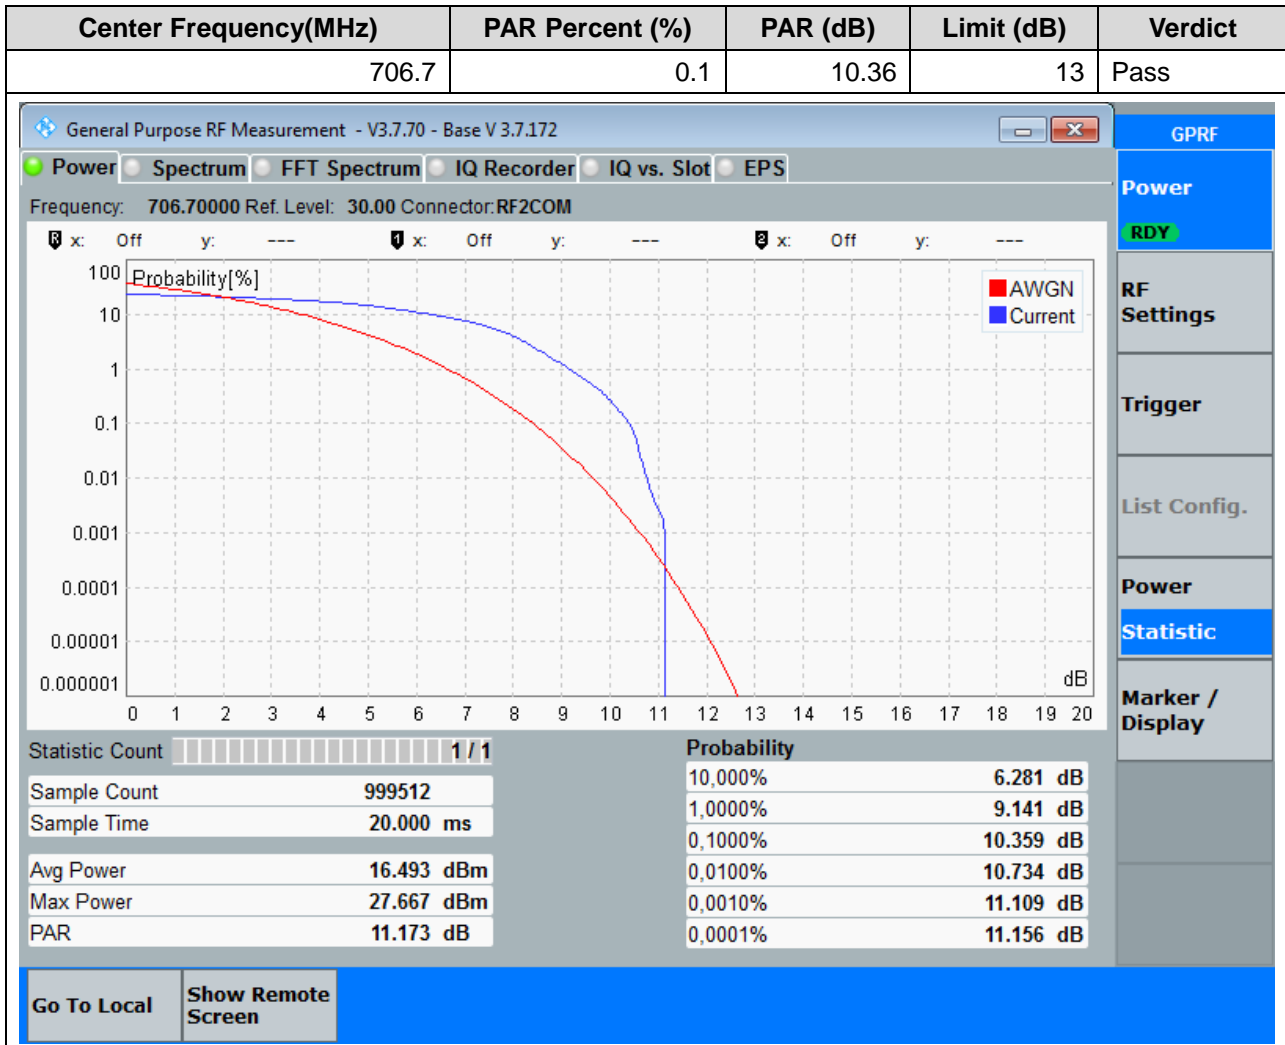 Center Frequency(MHz) PAR Percent (%) PAR (dB) Limit (dB) Verdict
706.7 0.1 10.36 13 Pass
General Purpose RF Measurement - V3.7.70 - Base V 3.7.172
GPRF
Power Spectrum FFT Spectrum IQ Recorder IQ vs. Slot EPS
Frequency: 706.70000 Ref. Level: 30.00 Connector:RF2COM
R x: Off y: --- 1 x: Off y: --- 2 x: Off y: ---
Probability[%]
AWGN
Current
100
10
1
0.1
0.01
0.001
0.0001
0.00001
0.000001
dB
0 1 2 3 4 5 6 7 8 9 10 11 12 13 14 15 16 17 18 19 20
Statistic Count 1 / 1
Sample Count 999512
Sample Time 20.000 ms
Avg Power 16.493 dBm
Max Power 27.667 dBm
PAR 11.173 dB
Probability
10,000% 6.281 dB
1,0000% 9.141 dB
0,1000% 10.359 dB
0,0100% 10.734 dB
0,0010% 11.109 dB
0,0001% 11.156 dB
Power
RDY
RF
Settings
Trigger
List Config.
Power
Statistic
Marker /
Display
Go To Local
Show Remote
Screen